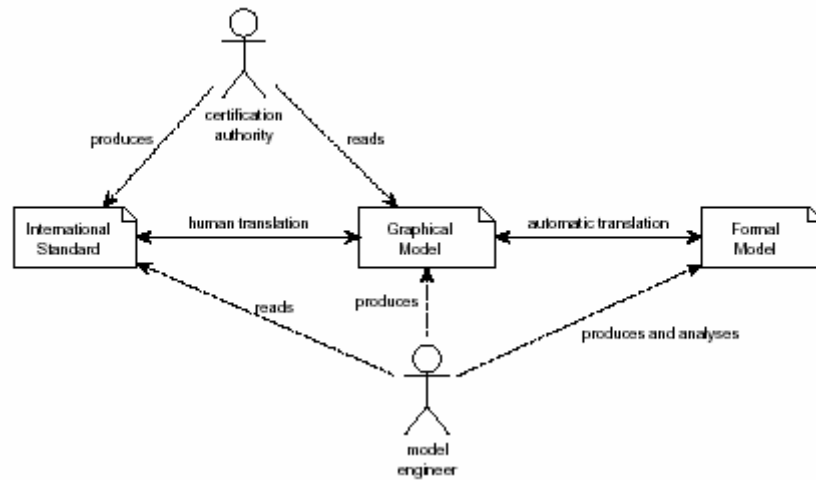 certification
authority
produces
reads
International
Standard
human translation
Graphical
Model
automatic translation
Formal
Model
reads
produces
produces and analyses
model
engineer